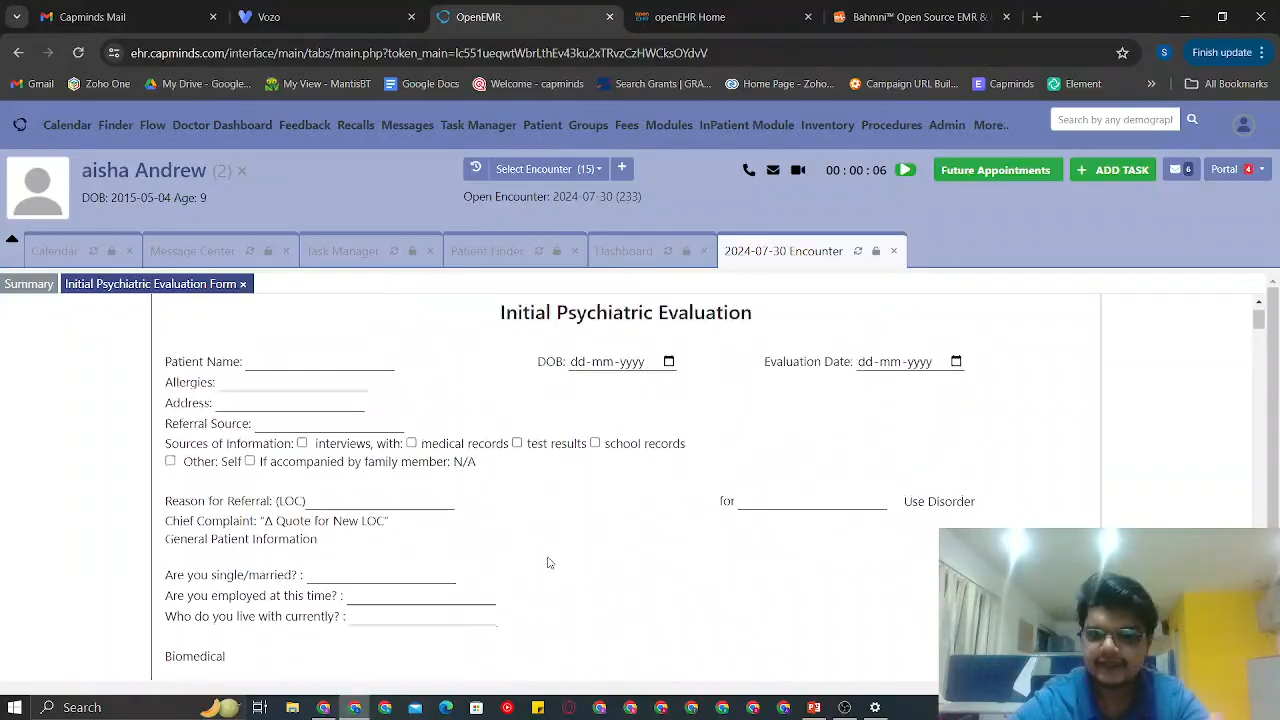 Capminds Mail
Vozo
OpenMR
openEHR Home
Bahmni™ Open Source EMR &
ehr.capminds.com/interface/main/tabs/main.php?token_main=lc551ueqwtWbrLthEv43ku2xTRvzCzHWCksOYdvV
S
Finish update
Gmail
Zoho One
My Drive - Google...
My View - MantisBT
Google Docs
Welcome - capminds
Search Grants | GRA...
Home Page - Zoho...
Campaign URL Buil...
Capminds
Element
All Bookmarks
Calendar Finder Flow Doctor Dashboard Feedback Recalls Messages Task Manager Patient Groups Fees Modules InPatient Module Inventory Procedures Admin More..
Search by any demograph
aisha Andrew (2)
DOB: 2015-05-04 Age: 9
Select Encounter (15)
Open Encounter: 2024-07-30 (233)
00 : 00 : 06
Future Appointments
+ ADD TASK
6
Portal 4
Calendar
Message Center
Task Manager
Patient Finder
Dashboard
2024-07-30 Encounter
Summary
Initial Psychiatric Evaluation Form
Initial Psychiatric Evaluation
Patient Name: DOB: dd-mm-yyyy Evaluation Date: dd-mm-yyyy
Allergies:
Address:
Referral Source:
Sources of Information: interviews, with: medical records test results school records
Other: Self If accompanied by family member: N/A
Reason for Referral: (LOC) for Use Disorder
Chief Complaint: "Δ Quote for New LOC"
General Patient Information
Are you single/married? :
Are you employed at this time? :
Who do you live with currently? : .
Biomedical
Search